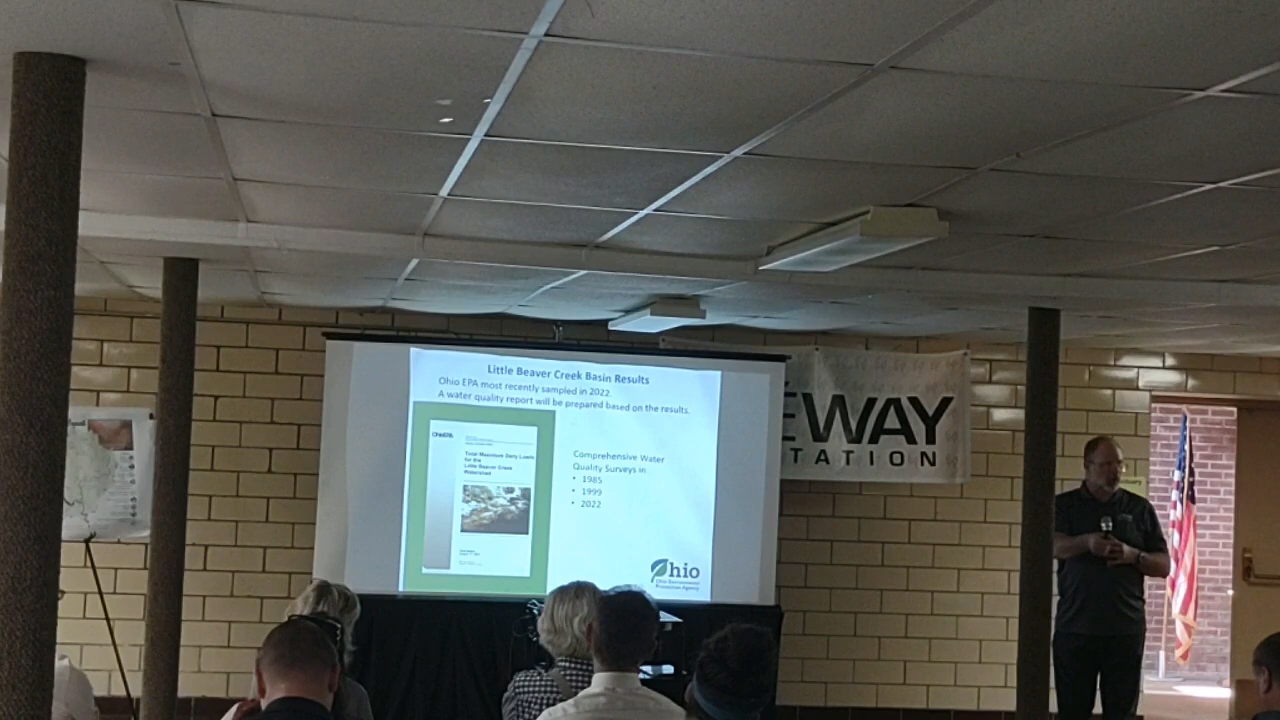 Little Beaver Creek Basin Results
Ohio EPA most recently sampled in 2022.
A water quality report will be prepared based on the results.
OhioEPA
Total Maximum Daily Loads
for the
Little Beaver Creek
Watershed
Comprehensive Water
Quality Surveys in
• 1985
• 1999
• 2022
Ohio
Ohio Environmental
Protection Agency
EWAY
TATION